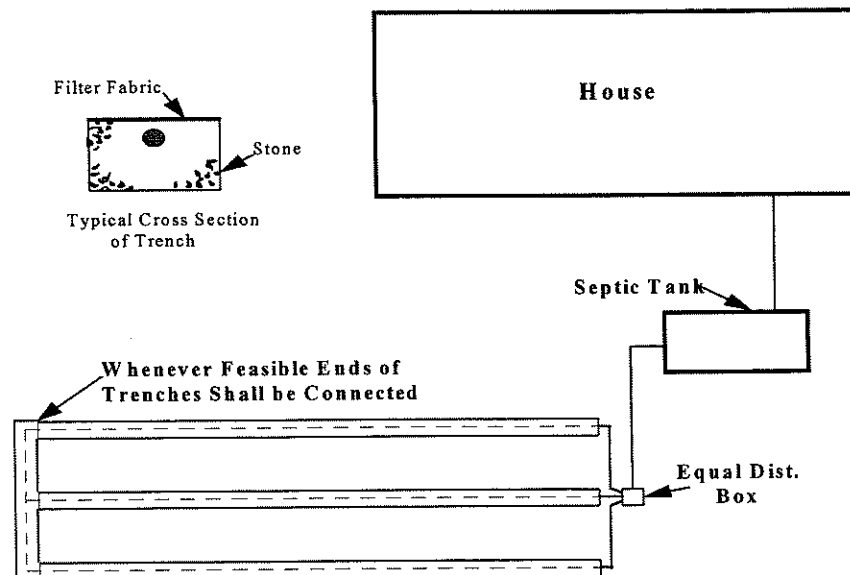 House
Filter Fabric
Stone
Typical Cross Section
of Trench
Septic Tank
Whenever Feasible Ends of
Trenches Shall be Connected
Equal Dist.
Box